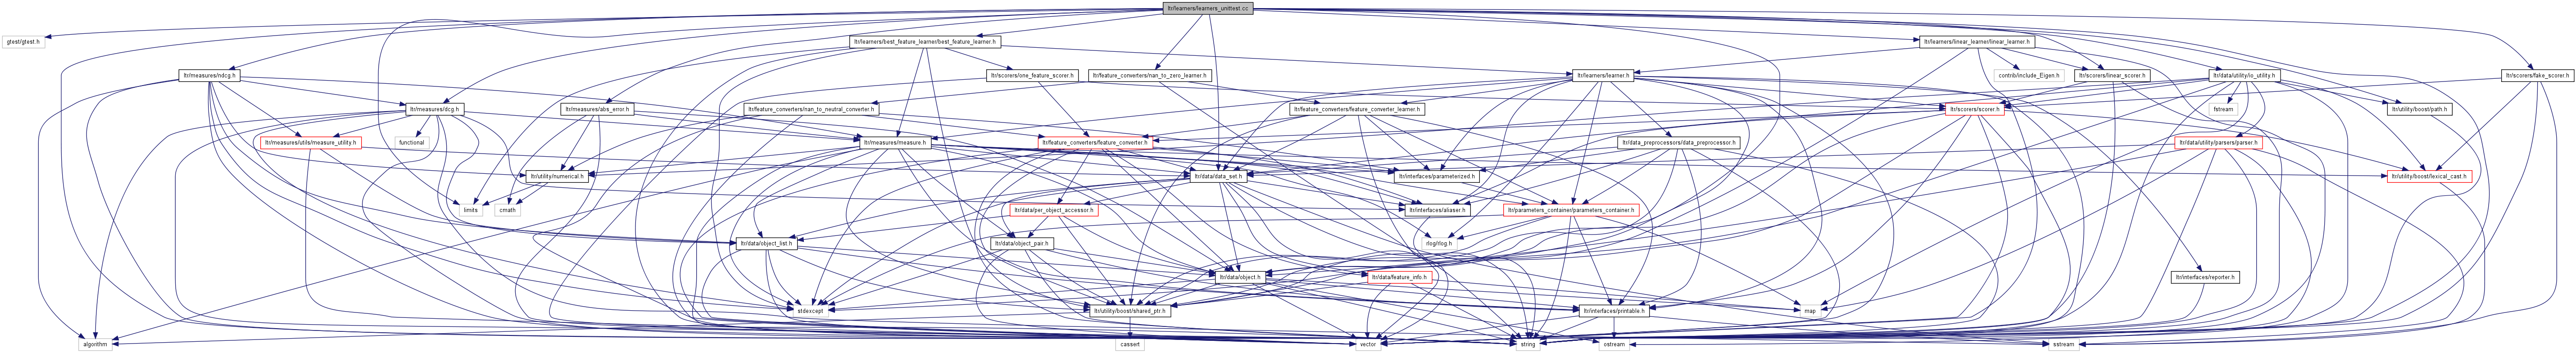 ltr/learners/learners_unittest.cc
gtest/gtest.h
ltr/learners/best_feature_learner/best_feature_learner.h
ltr/learners/linear_learner/linear_learner.h
ltr/measures/ndcg.h
ltr/scorers/one_feature_scorer.h
ltr/feature_converters/nan_to_zero_learner.h
ltr/learners/learner.h
contrib/include_Eigen.h
ltr/scorers/linear_scorer.h
ltr/data/utility/io_utility.h
ltr/scorers/fake_scorer.h
ltr/measures/dcg.h
ltr/measures/abs_error.h
ltr/feature_converters/nan_to_neutral_converter.h
ltr/feature_converters/feature_converter_learner.h
ltr/scorers/scorer.h
fstream
ltr/utility/boost/path.h
ltr/measures/utils/measure_utility.h
functional
ltr/measures/measure.h
ltr/feature_converters/feature_converter.h
ltr/data_preprocessors/data_preprocessor.h
ltr/data/utility/parsers/parser.h
ltr/utility/numerical.h
ltr/data/data_set.h
ltr/interfaces/parameterized.h
ltr/utility/boost/lexical_cast.h
limits
cmath
ltr/data/per_object_accessor.h
ltr/interfaces/aliaser.h
ltr/parameters_container/parameters_container.h
ltr/data/object_list.h
ltr/data/object_pair.h
rlog/rlog.h
ltr/data/object.h
ltr/data/feature_info.h
ltr/interfaces/reporter.h
stdexcept
ltr/utility/boost/shared_ptr.h
ltr/interfaces/printable.h
map
algorithm
cassert
vector
string
ostream
sstream